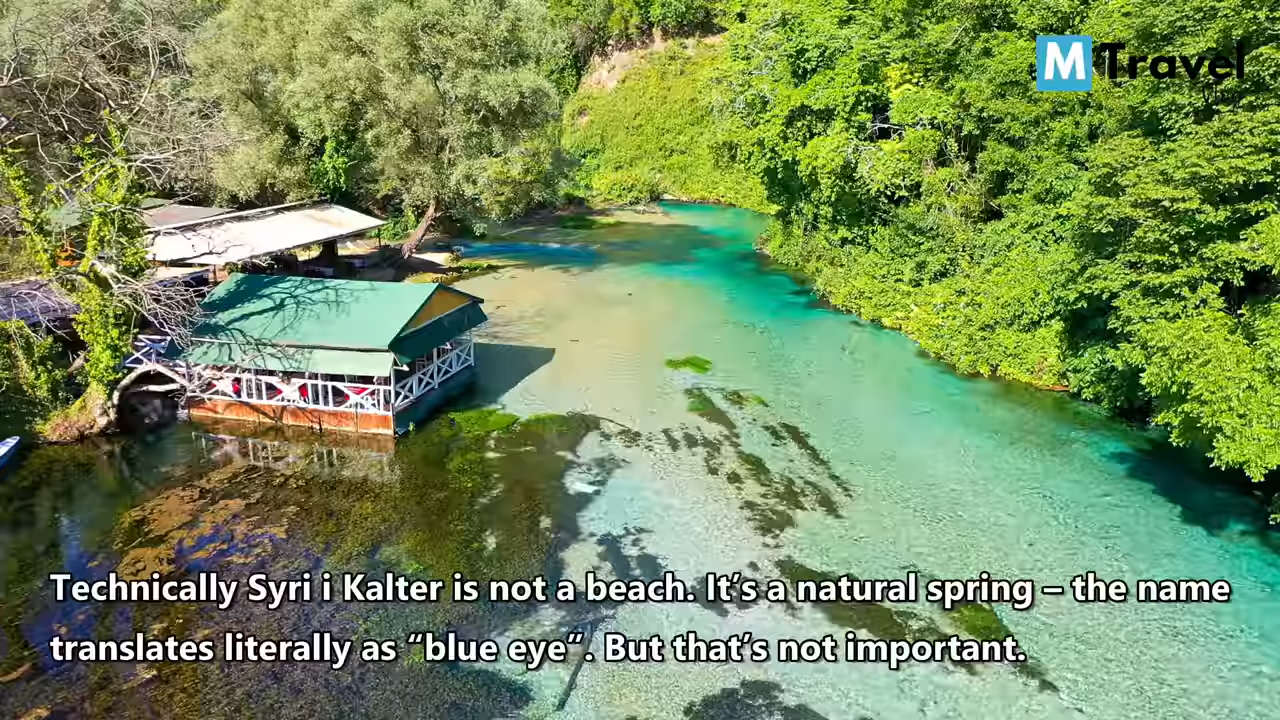 M Travel
Technically Syri i Kalter is not a beach. It’s a natural spring – the name
translates literally as “blue eye”. But that’s not important.